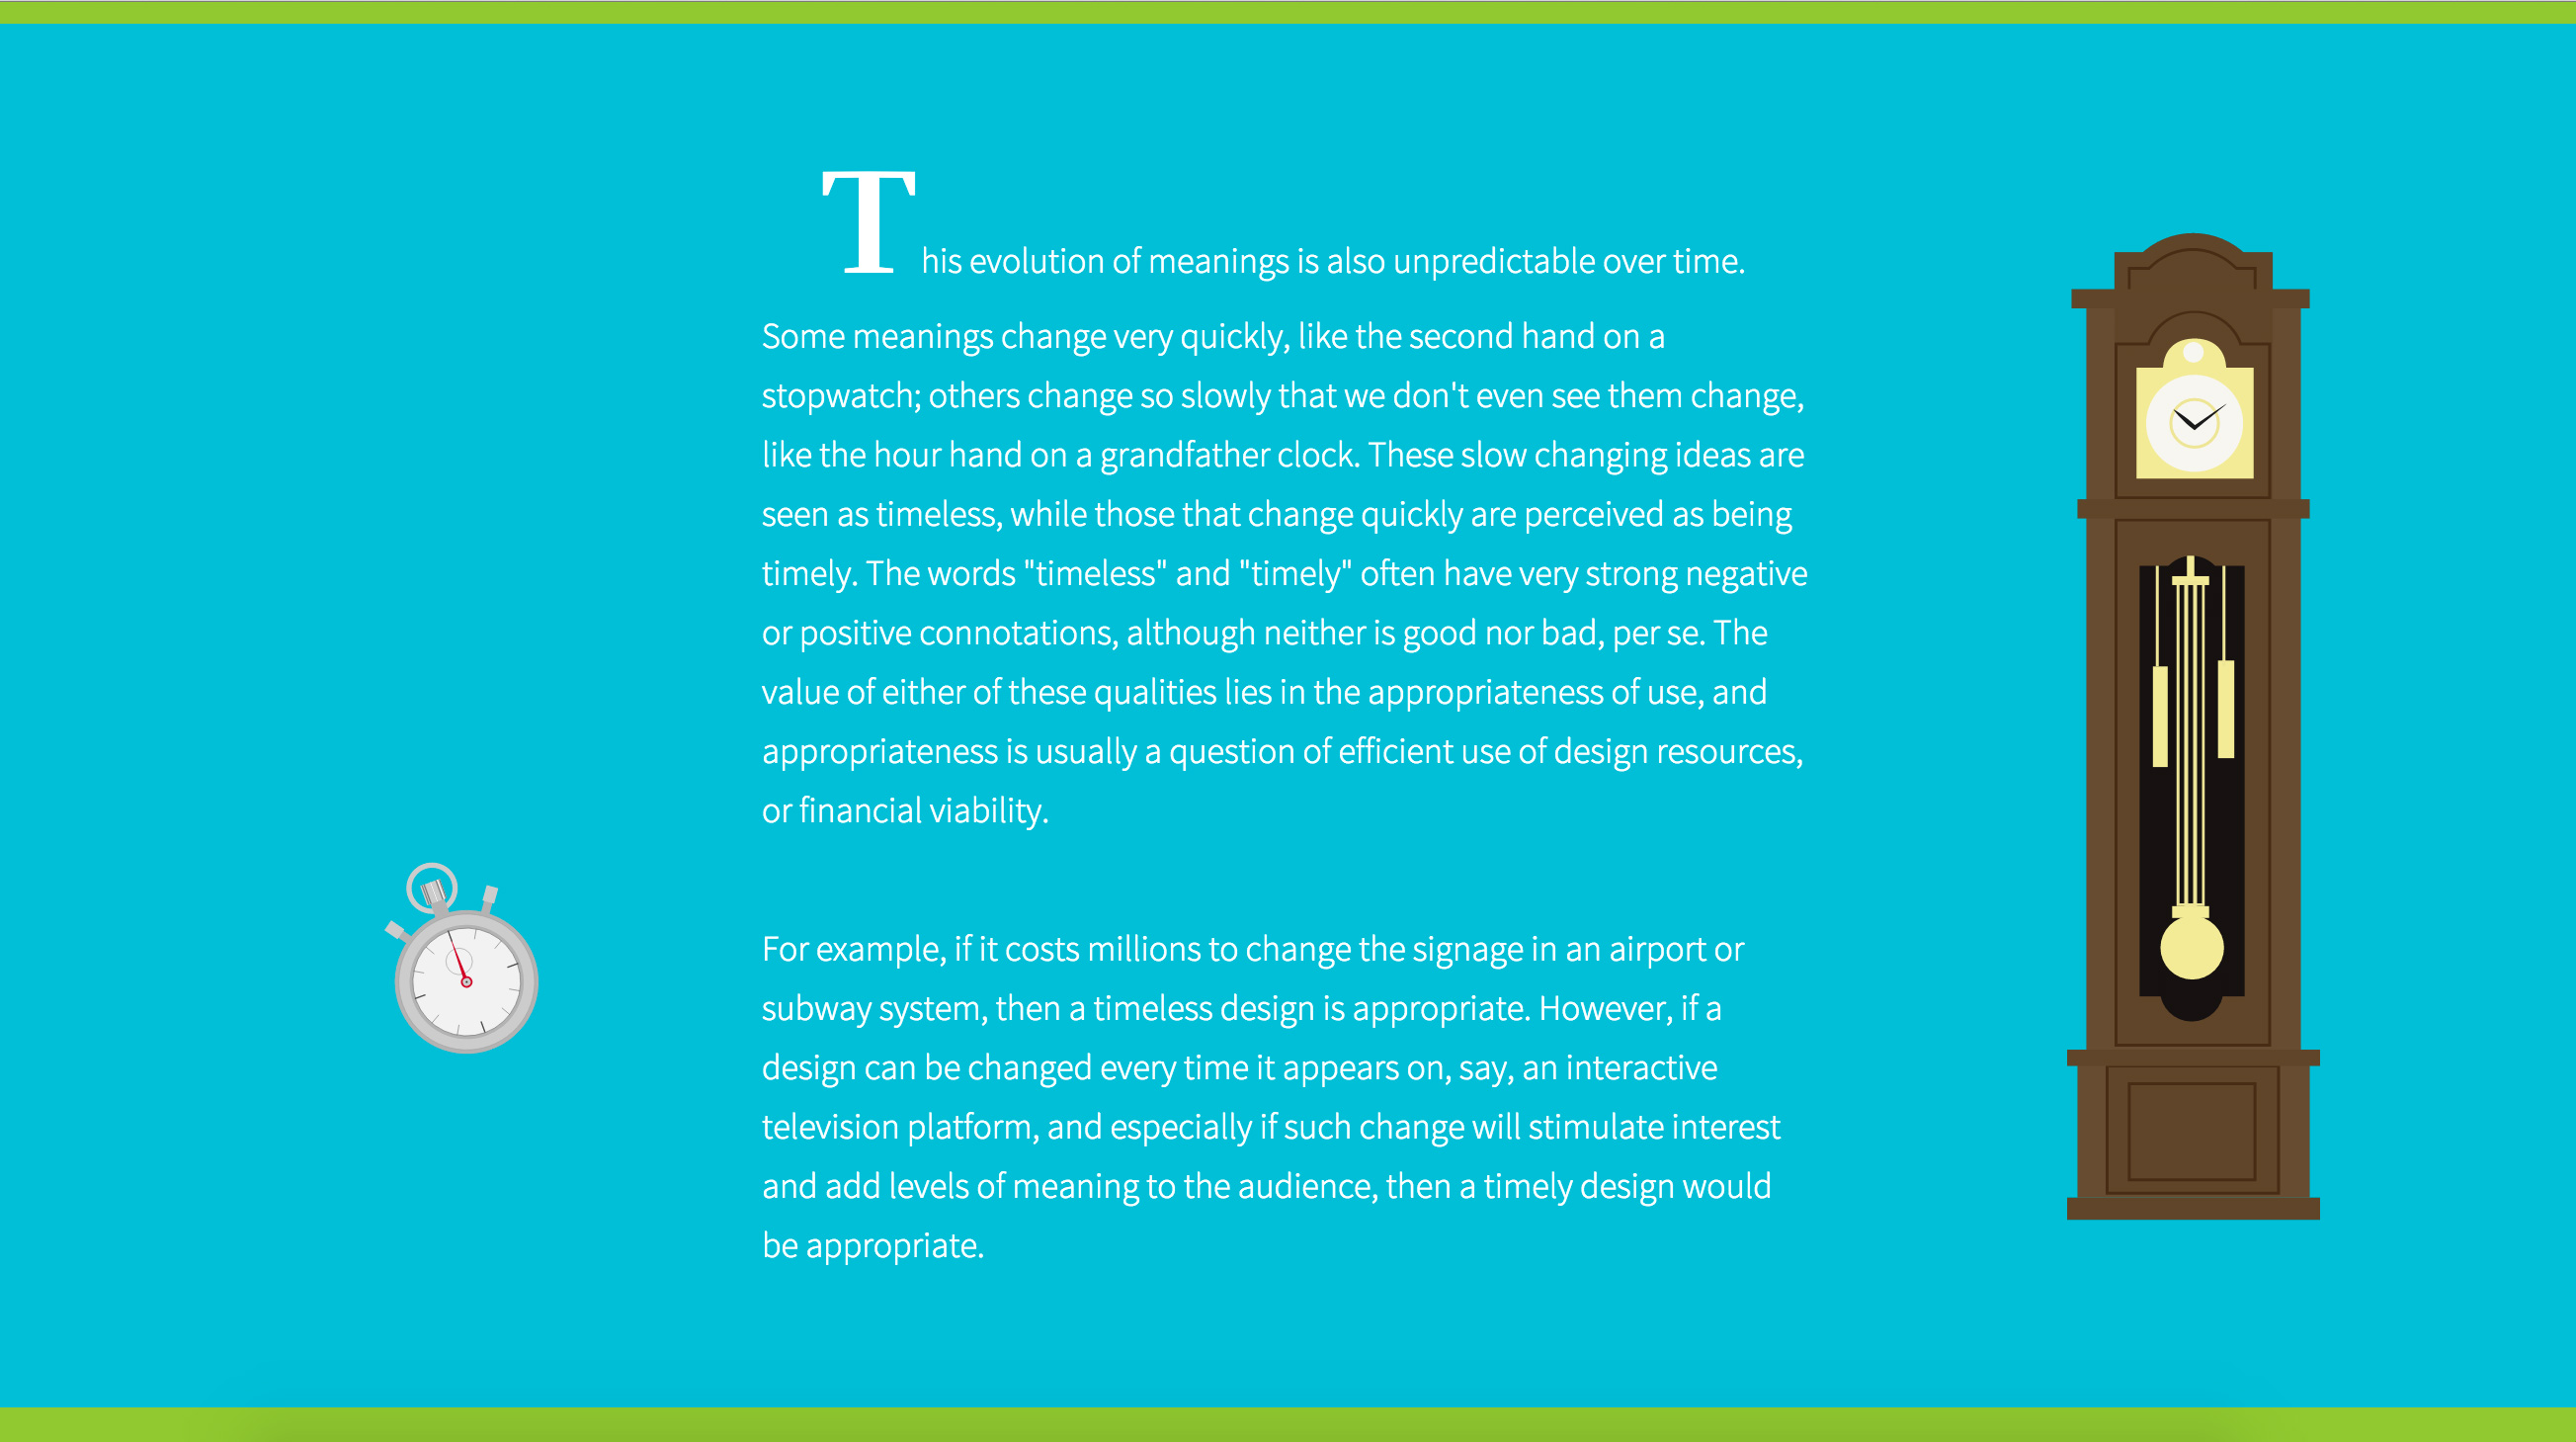 This evolution of meanings is also unpredictable over time.
Some meanings change very quickly, like the second hand on a
stopwatch; others change so slowly that we don't even see them change,
like the hour hand on a grandfather clock. These slow changing ideas are
seen as timeless, while those that change quickly are perceived as being
timely. The words "timeless" and "timely" often have very strong negative
or positive connotations, although neither is good nor bad, per se. The
value of either of these qualities lies in the appropriateness of use, and
appropriateness is usually a question of efficient use of design resources,
or financial viability.
For example, if it costs millions to change the signage in an airport or
subway system, then a timeless design is appropriate. However, if a
design can be changed every time it appears on, say, an interactive
television platform, and especially if such change will stimulate interest
and add levels of meaning to the audience, then a timely design would
be appropriate.